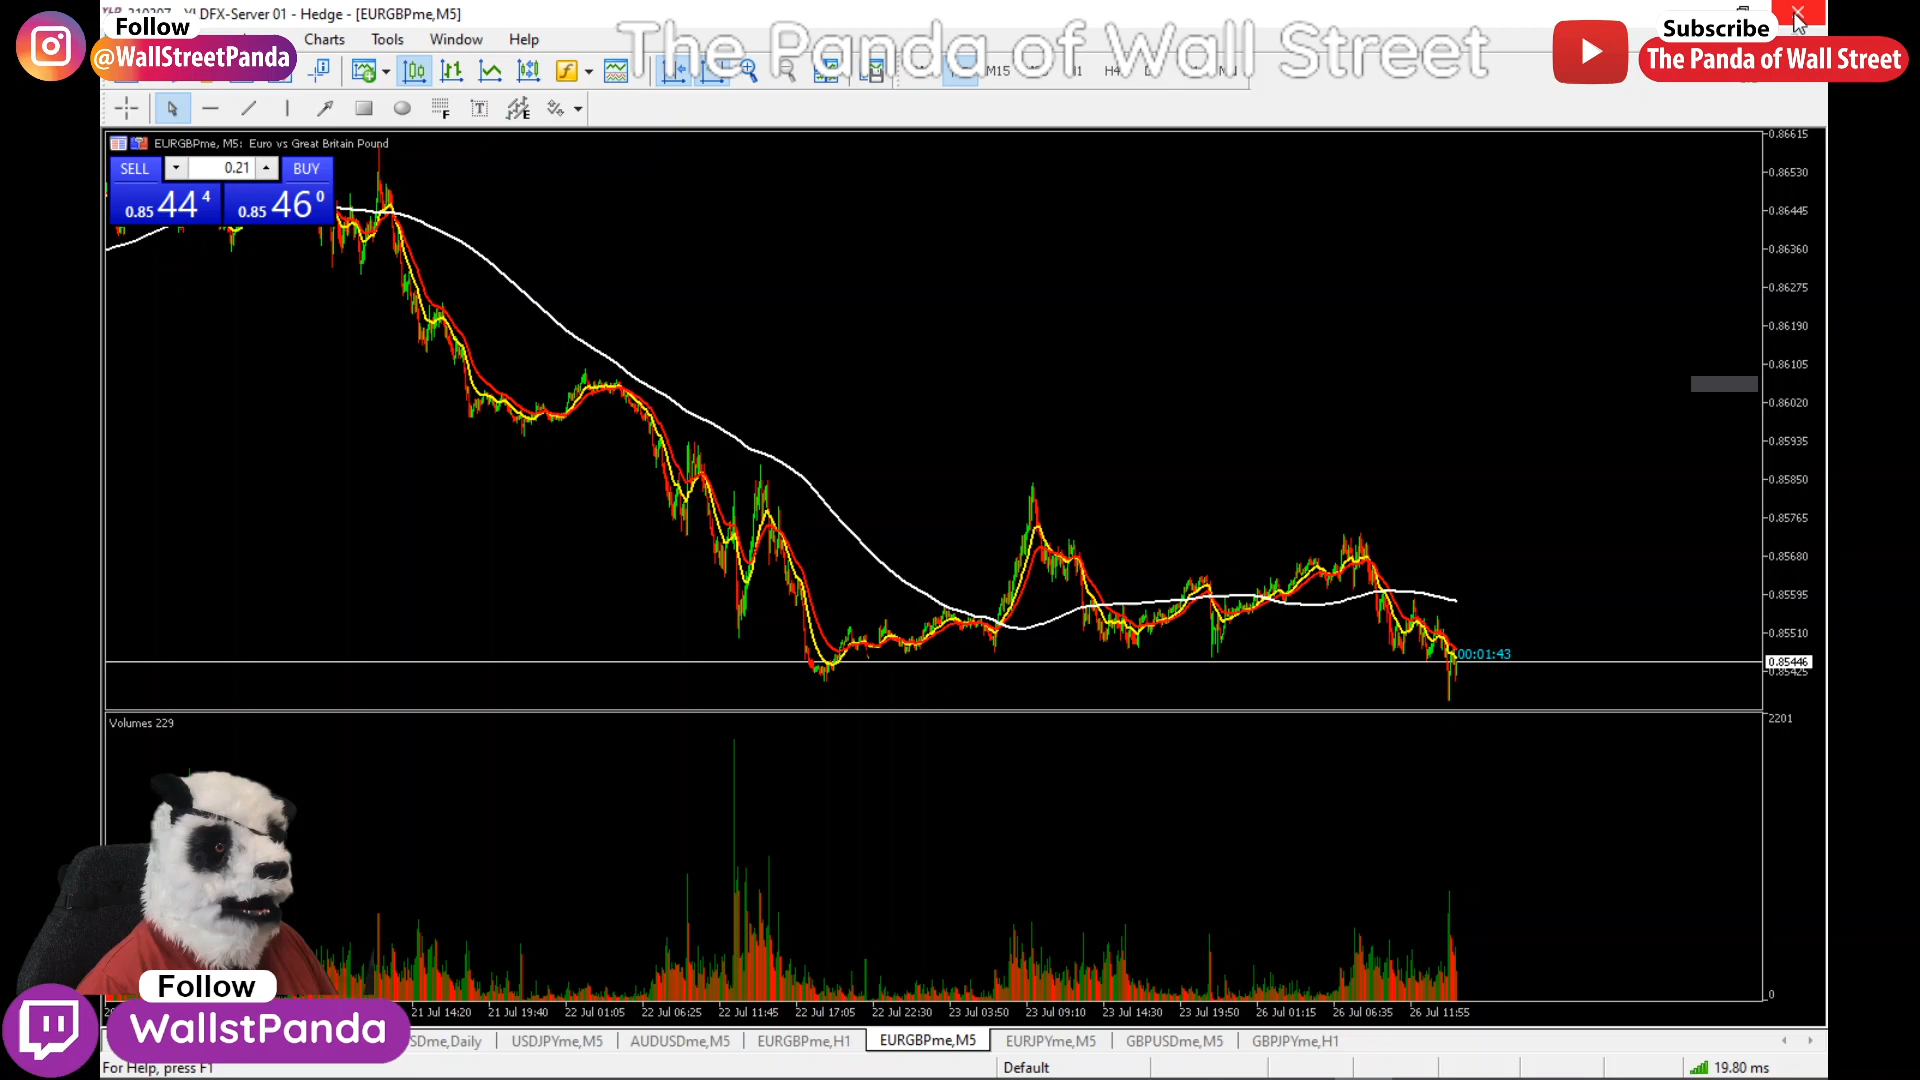 Follow
@WallStreetPanda
Server 01 - Hedge - [EURGBPme,M5]
The Panda of Wall Street
Subscribe
The Panda of Wall Street
Charts Tools Window Help
M15 H4
F T E
EURGBPme, M5: Euro vs Great Britain Pound
SELL 0.21 BUY
0.85 44 4 0.85 46 0
0.86615
0.86530
0.86445
0.86360
0.86275
0.86190
0.86105
0.86020
0.85935
0.85850
0.85765
0.85680
0.85595
0.85510
00:01:43
0.85446
0.85425
Volumes 229
2201
0
Follow
WallstPanda
21 Jul 14:20 21 Jul 19:40 22 Jul 01:05 22 Jul 06:25 22 Jul 11:45 22 Jul 17:05 22 Jul 22:30 23 Jul 03:50 23 Jul 09:10 23 Jul 14:30 23 Jul 19:50 26 Jul 01:15 26 Jul 06:35 26 Jul 11:55
SDme,Daily USDJPYme,M5 AUDUSDme,M5 EURGBPme,H1 EURGBPme,M5 EURJPYme,M5 GBPUSDme,M5 GBPJPYme,H1
For Help, press F1 Default 19.80 ms